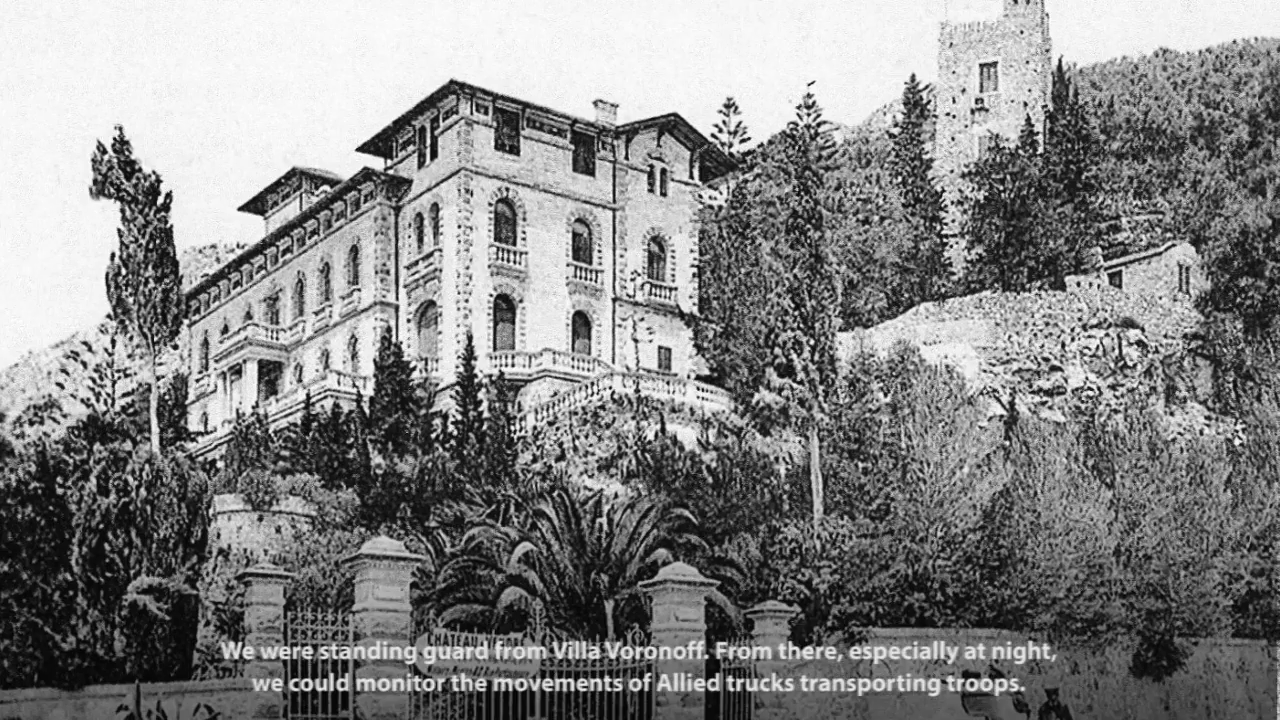 CHATEAU
We were standing guard from Villa Voronoff. From there, especially at night,
we could monitor the movements of Allied trucks transporting troops.